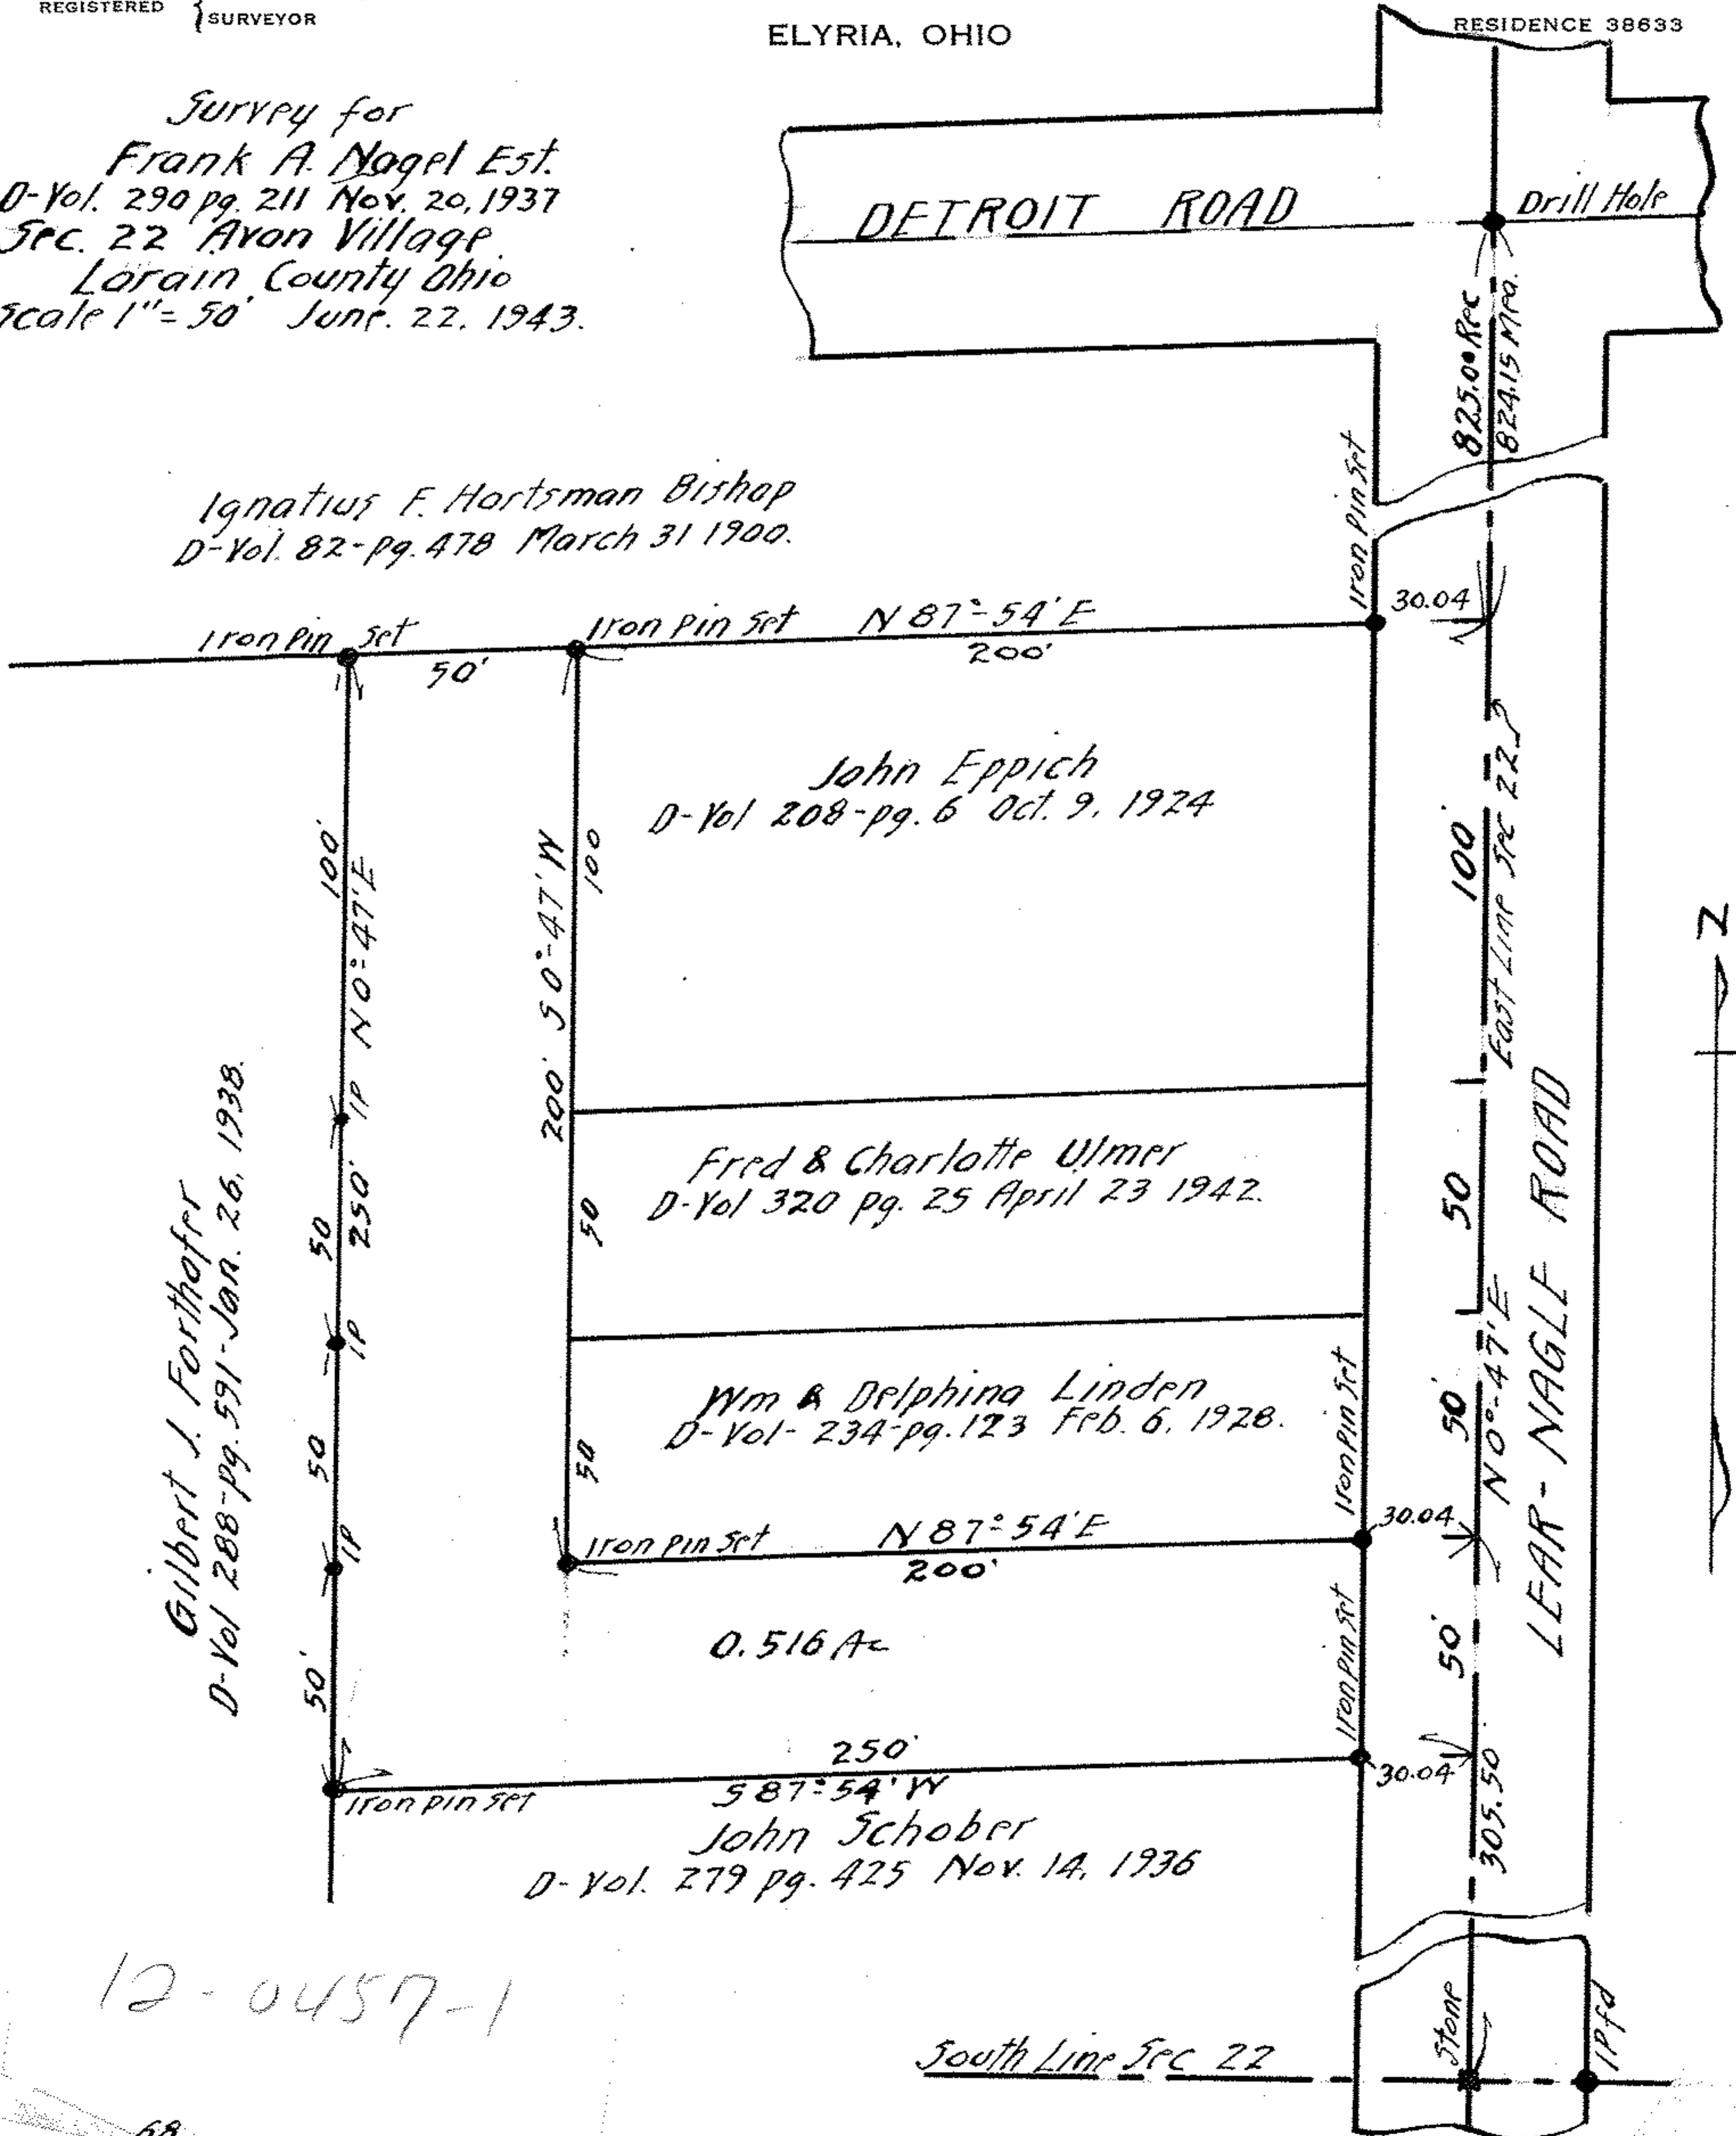 REGISTERED { SURVEYOR
ELYRIA, OHIO
RESIDENCE 38633
Survey for
Frank A. Nagel Est.
D-Vol. 290 pg. 211 Nov. 20, 1937
Sec. 22 Avon Village
Lorain County Ohio
Scale 1"=50' June. 22, 1943.
DETROIT ROAD
Drill Hole
825.0 Rec
824.15 Mea.
Ignatius F. Hortsman Bishop
D-Vol. 82-pg. 478 March 31 1900.
Iron Pin Set
30.04
Iron Pin Set
50'
Iron Pin Set
N 87°-54' E
200'
John Eppich
D-Vol 208-pg. 6 Oct. 9, 1924
100'
N 0°-47' E
IP
50
250'
IP
50
IP
50'
200' S 0°-47' W
100
50
50
Fred & Charlotte Ulmer
D-Vol 320 pg. 25 April 23 1942.
Wm & Delphina Linden
D-Vol- 234-pg. 123 Feb. 6, 1928.
Iron Pin Set
N 87°-54' E
200'
Iron Pin Set
30.04
Iron Pin Set
30.04
100'
East Line Sec 22
50
50'
N 0°-47' E
50'
305.50'
LEAR-NAGLE ROAD
N
Gilbert J. Forthofer
D-Vol 288-pg. 591-Jan. 26, 1938.
0.516 Ac
250'
S 87°-54' W
Iron pin set
John Schober
D-Vol. 279 pg. 425 Nov. 14, 1936
12-0457-1
South Line Sec 22
Stone
IP fd
68